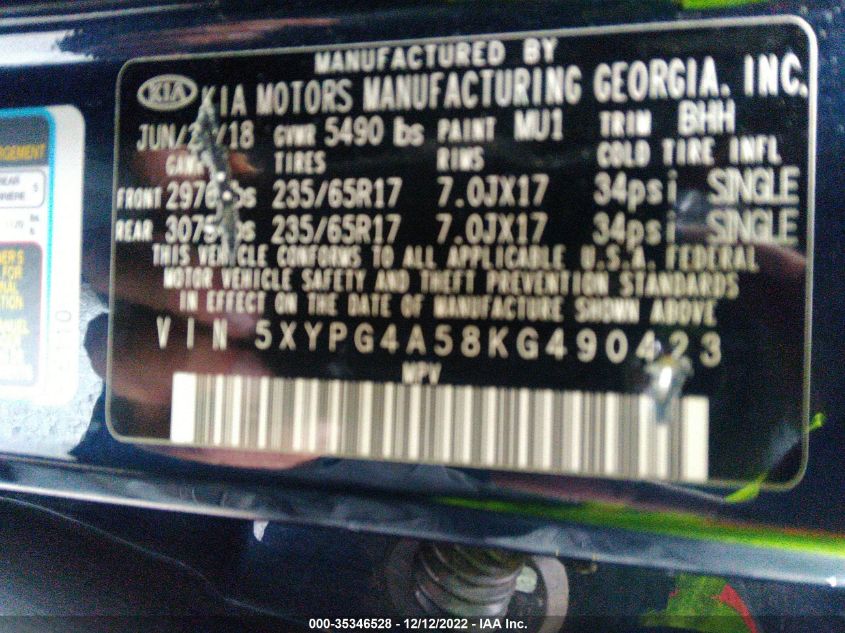 MANUFACTURED BY
KIA KIA MOTORS MANUFACTURING GEORGIA, INC.
/18 GVWR 5490 lbs PAINT MU1 TRIM BHH
TIRES RIMS COLD TIRE INFL
FRONT 235/65R17 7.0JX17 34psi SINGLE
REAR 235/65R17 7.0JX17 34psi SINGLE
THIS VEHICLE CONFORMS TO ALL APPLICABLE U.S.A. FEDERAL
MOTOR VEHICLE SAFETY AND THEFT PREVENTION STANDARDS
IN EFFECT ON THE DATE OF MANUFACTURE SHOWN ABOVE
VIN 5XYPG4A58KG490423
MPV
000-35346528 - 12/12/2022 - IAA Inc.